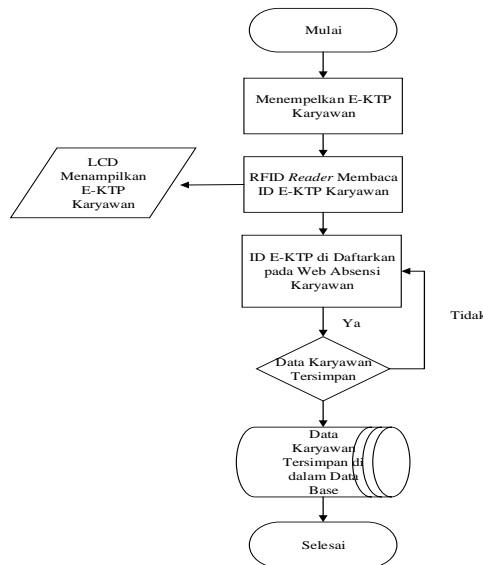 Mulai
Menempelkan E-KTP
Karyawan
LCD
Menampilkan
E-KTP
Karyawan
RFID Reader Membaca
ID E-KTP Karyawan
ID E-KTP di Daftarkan
pada Web Absensi
Karyawan
Ya
Tidak
Data Karyawan
Tersimpan
Data
Karyawan
Tersimpan di
dalam Data
Base
Selesai